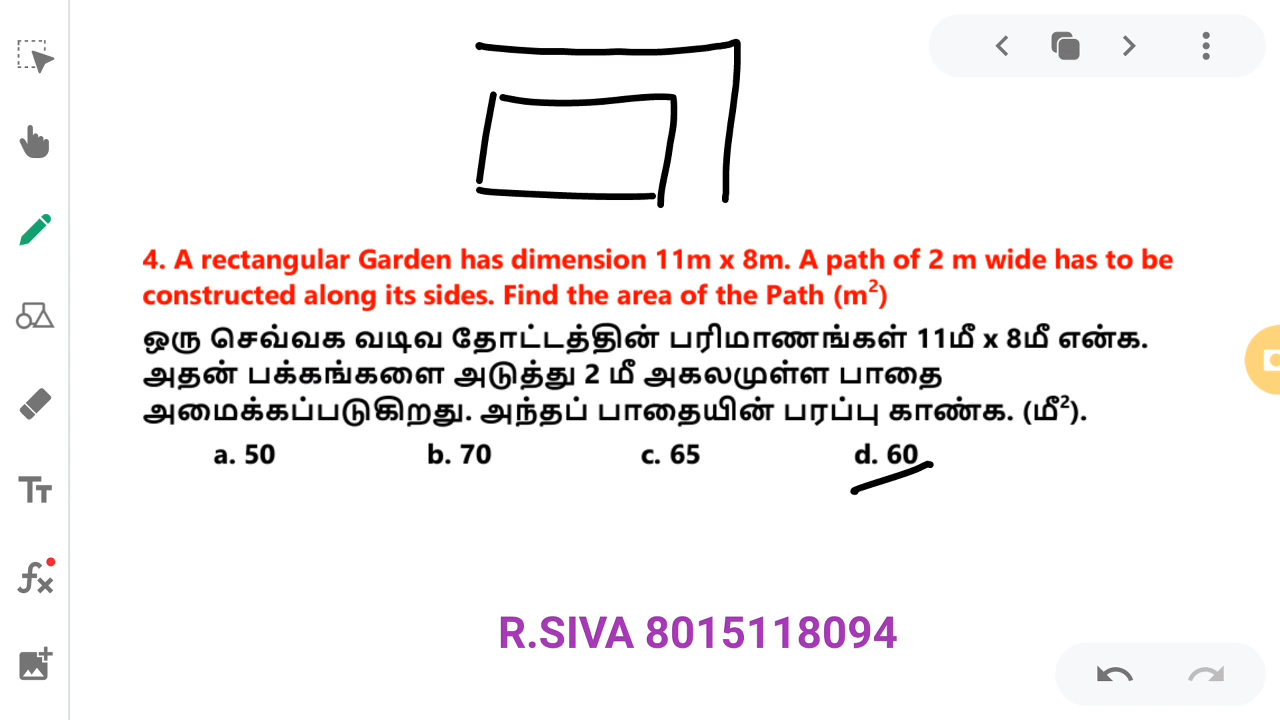 4. A rectangular Garden has dimension 11m x 8m. A path of 2 m wide has to be
constructed along its sides. Find the area of the Path (m²)
ஒரு செவ்வக வடிவ தோட்டத்தின் பரிமாணங்கள் 11மீ x 8மீ என்க.
அதன் பக்கங்களை அடுத்து 2 மீ அகலமுள்ள பாதை
அமைக்கப்படுகிறது. அந்தப் பாதையின் பரப்பு காண்க. (மீ²).
a. 50 b. 70 c. 65 d. 60
R.SIVA 8015118094